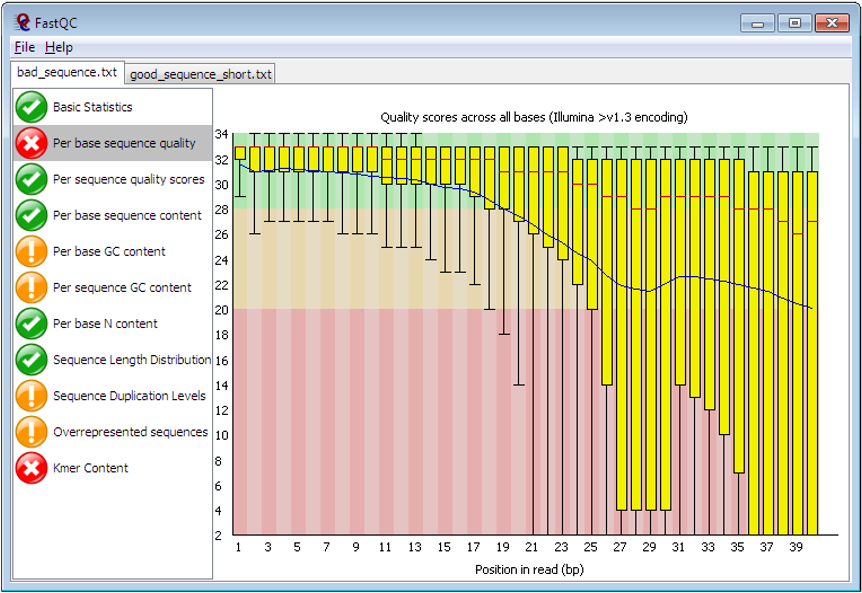 FastQC
File Help
bad_sequence.txt good_sequence_short.txt
Basic Statistics
Per base sequence quality
Per sequence quality scores
Per base sequence content
Per base GC content
Per sequence GC content
Per base N content
Sequence Length Distribution
Sequence Duplication Levels
Overrepresented sequences
Kmer Content
Quality scores across all bases (Illumina >v1.3 encoding)
34
32
30
28
26
24
22
20
18
16
14
12
10
8
6
4
2
1 3 5 7 9 11 13 15 17 19 21 23 25 27 29 31 33 35 37 39
Position in read (bp)